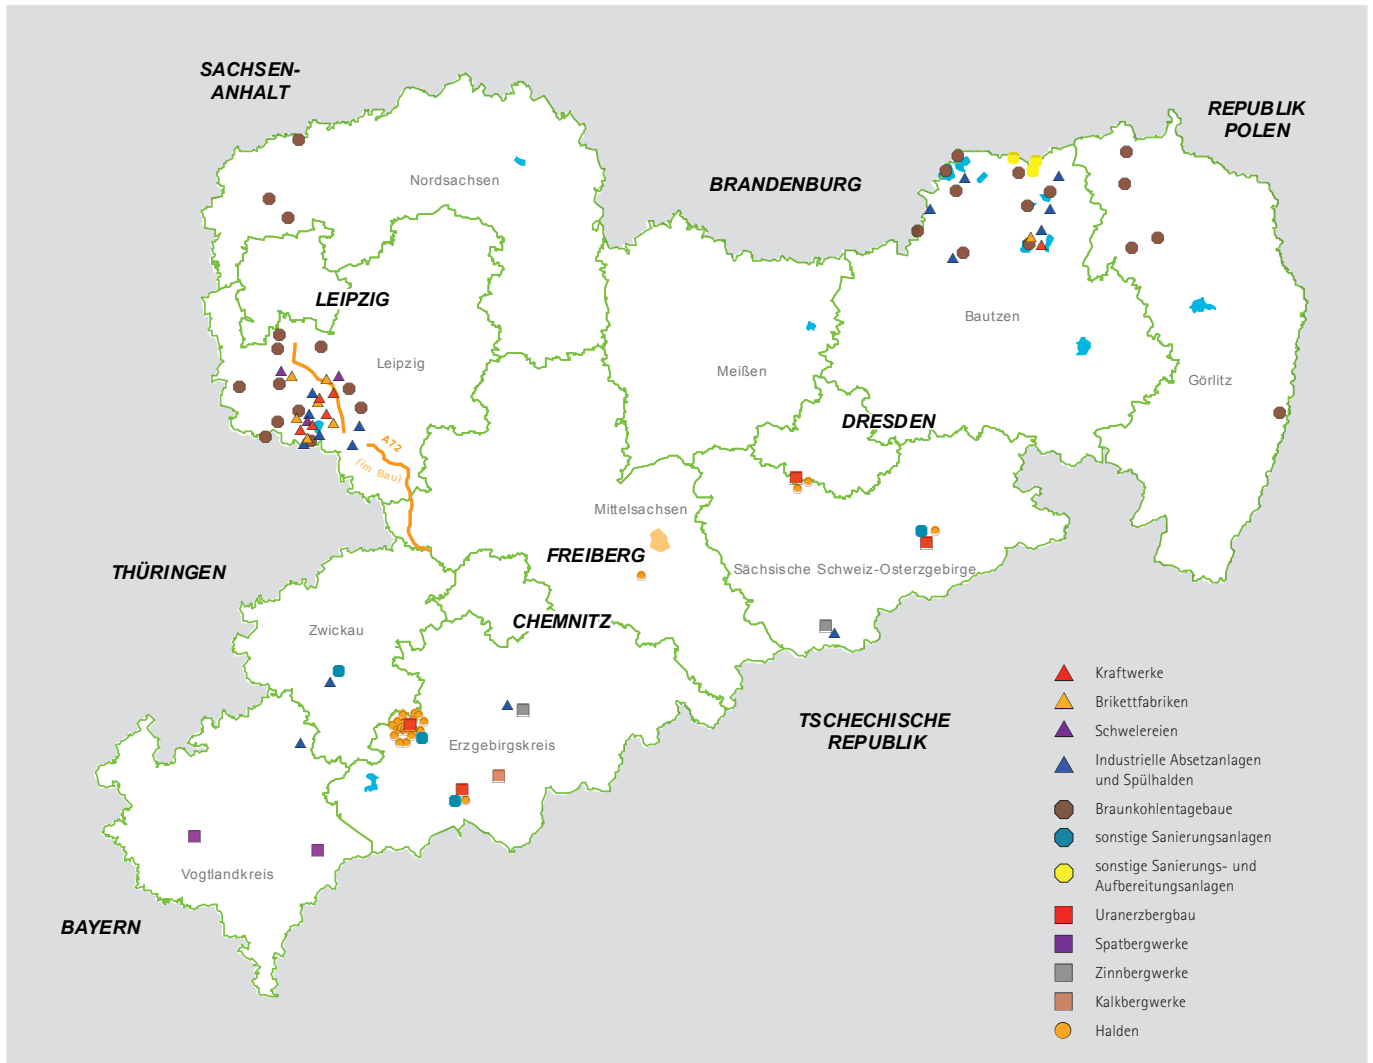 SACHSEN-
ANHALT
REPUBLIK
POLEN
BRANDENBURG
Nordsachsen
LEIPZIG
Leipzig
Bautzen
Meißen
Görlitz
DRESDEN
A72
(im Bau)
Mittelsachsen
FREIBERG
Sächsische Schweiz-Osterzgebirge
THÜRINGEN
CHEMNITZ
Zwickau
TSCHECHISCHE
REPUBLIK
Erzgebirgskreis
Vogtlandkreis
BAYERN
Kraftwerke
Brikettfabriken
Schwelereien
Industrielle Absetzanlagen
und Spülhalden
Braunkohlentagebaue
sonstige Sanierungsanlagen
sonstige Sanierungs- und
Aufbereitungsanlagen
Uranerzbergbau
Spatbergwerke
Zinnbergwerke
Kalkbergwerke
Halden